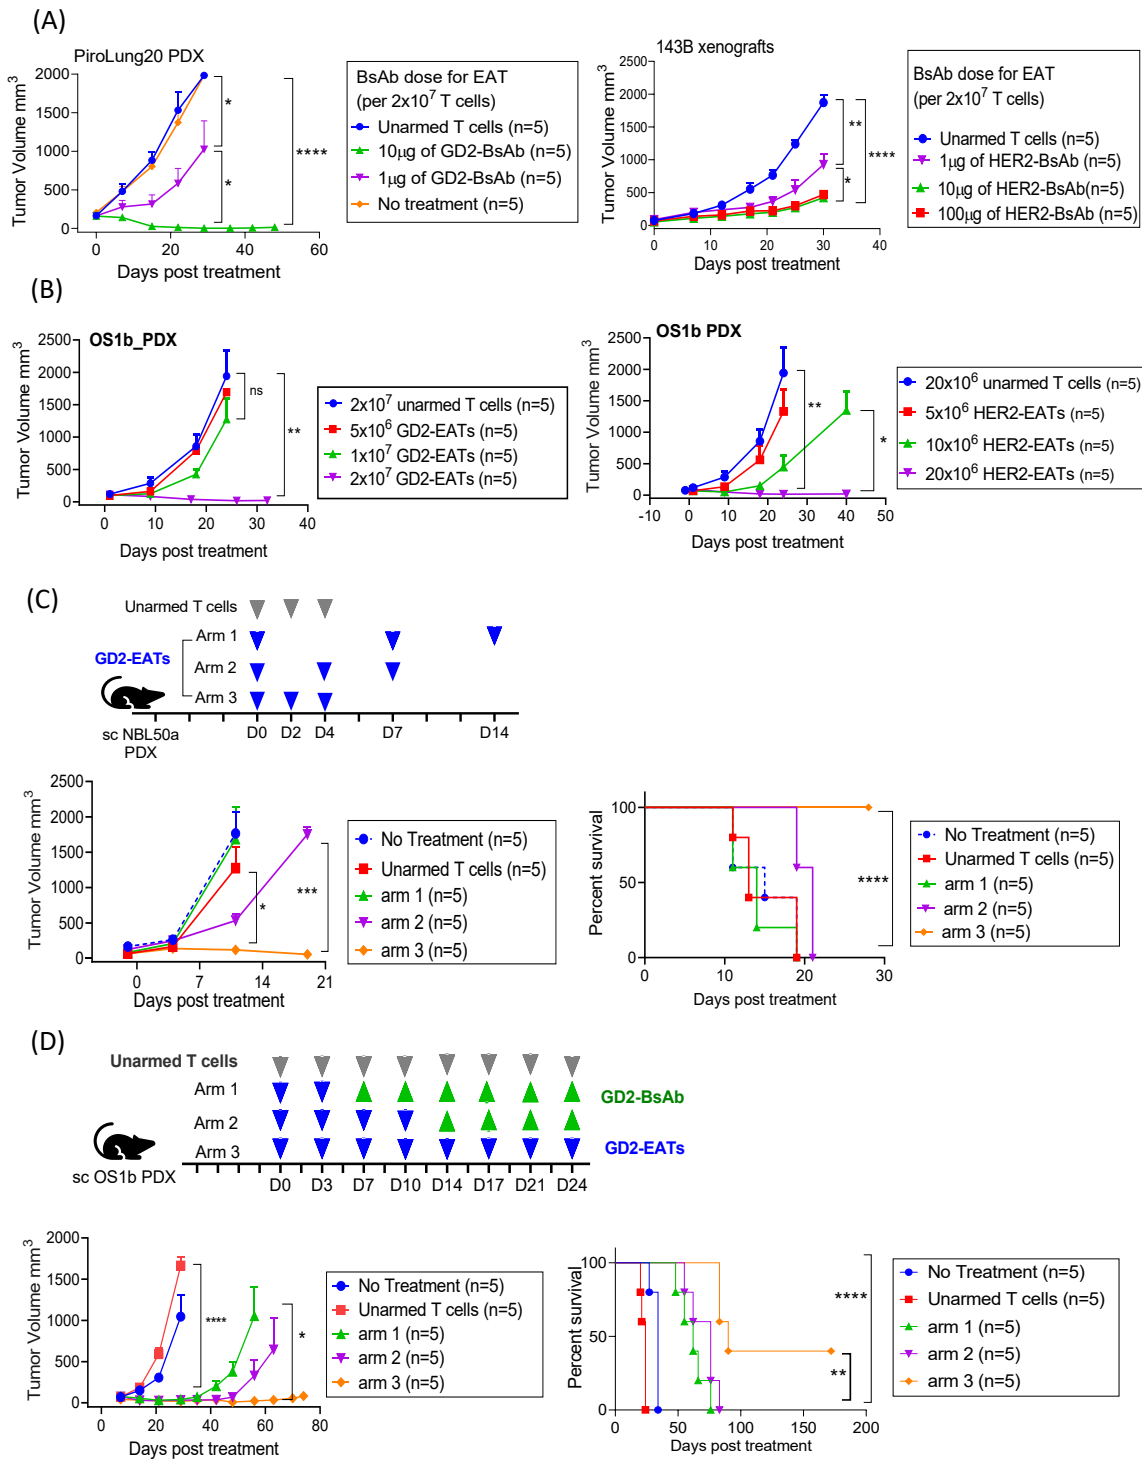 (A)
PiroLung20 PDX
Tumor Volume mm³
2000
1500
1000
500
0
0 20 40 60
Days post treatment
*
*
****
BsAb dose for EAT
(per 2x10⁷ T cells)
Unarmed T cells (n=5)
10µg of GD2-BsAb (n=5)
1µg of GD2-BsAb (n=5)
No treatment (n=5)
143B xenografts
Tumor Volume mm³
2500
2000
1500
1000
500
0
0 10 20 30 40
Days post treatment
**
*
****
BsAb dose for EAT
(per 2x10⁷ T cells)
Unarmed T cells (n=5)
1µg of HER2-BsAb (n=5)
10µg of HER2-BsAb(n=5)
100µg of HER2-BsAb (n=5)
(B)
OS1b_PDX
Tumor Volume mm³
2500
2000
1500
1000
500
0
0 10 20 30 40
Days post treatment
ns
**
2x10⁷ unarmed T cells (n=5)
5x10⁶ GD2-EATs (n=5)
1x10⁷ GD2-EATs (n=5)
2x10⁷ GD2-EATs (n=5)
OS1b PDX
Tumor Volume mm³
2500
2000
1500
1000
500
0
-10 0 10 20 30 40 50
Days post treatment
**
*
20x10⁶ unarmed T cells (n=5)
5x10⁶ HER2-EATs (n=5)
10x10⁶ HER2-EATs (n=5)
20x10⁶ HER2-EATs (n=5)
(C)
Unarmed T cells
Arm 1
GD2-EATs
Arm 2
Arm 3
sc NBL50a
PDX
D0 D2 D4 D7 D14
Tumor Volume mm³
2500
2000
1500
1000
500
0
0 7 14 21
Days post treatment
*
***
No Treatment (n=5)
Unarmed T cells (n=5)
arm 1 (n=5)
arm 2 (n=5)
arm 3 (n=5)
Percent survival
100
50
0
0 10 20 30
Days post treatment
****
No Treatment (n=5)
Unarmed T cells (n=5)
arm 1 (n=5)
arm 2 (n=5)
arm 3 (n=5)
(D)
Unarmed T cells
Arm 1
GD2-BsAb
Arm 2
Arm 3
GD2-EATs
sc OS1b PDX
D0 D3 D7 D10 D14 D17 D21 D24
Tumor Volume mm³
2000
1500
1000
500
0
0 20 40 60 80
Days post treatment
****
*
No Treatment (n=5)
Unarmed T cells (n=5)
arm 1 (n=5)
arm 2 (n=5)
arm 3 (n=5)
Percent survival
100
50
0
0 50 100 150 200
Days post treatment
****
**
No Treatment (n=5)
Unarmed T cells (n=5)
arm 1 (n=5)
arm 2 (n=5)
arm 3 (n=5)